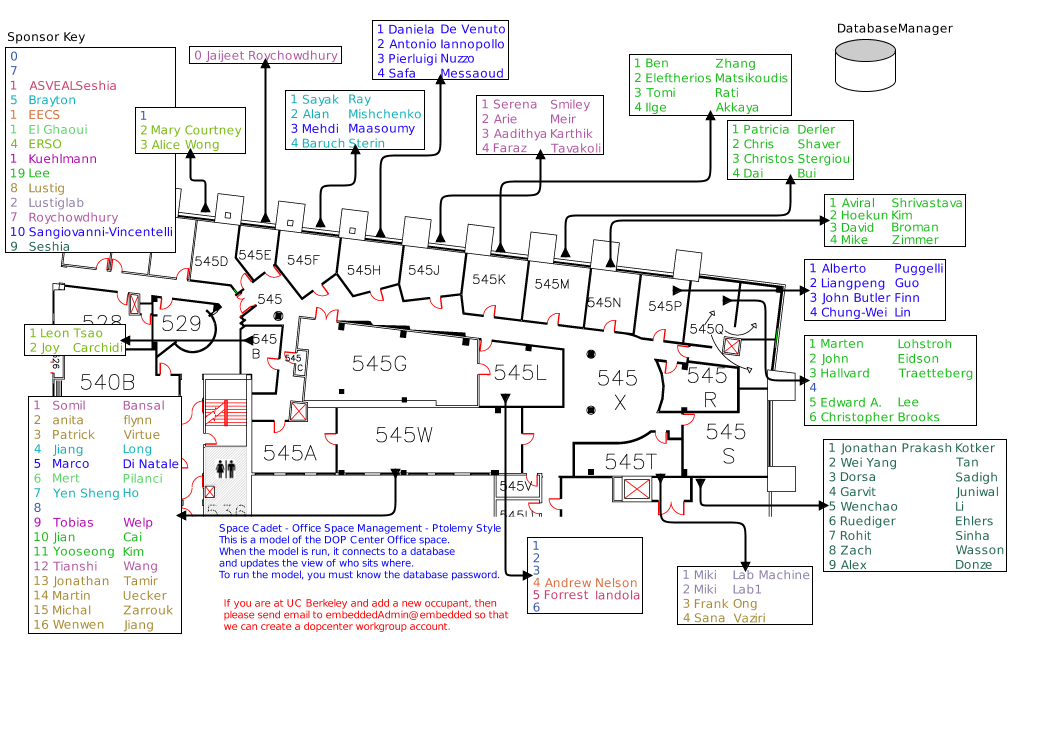 Sponsor Key
0
7
1 ASVEALSeshia
5 Brayton
1 EECS
1 El Ghaoui
4 ERSO
1 Kuehlmann
19 Lee
8 Lustig
2 Lustiglab
7 Roychowdhury
10 Sangiovanni-Vincentelli
9 Seshia
1
2 Mary Courtney
3 Alice Wong
0 Jaijeet Roychowdhury
1 Sayak Ray
2 Alan Mishchenko
3 Mehdi Maasoumy
4 Baruch Sterin
1 Daniela De Venuto
2 Antonio Iannopollo
3 Pierluigi Nuzzo
4 Safa Messaoud
1 Serena Smiley
2 Arie Meir
3 Aadithya Karthik
4 Faraz Tavakoli
1 Ben Zhang
2 Eleftherios Matsikoudis
3 Tomi Rati
4 Ilge Akkaya
DatabaseManager
1 Patricia Derler
2 Chris Shaver
3 Christos Stergiou
4 Dai Bui
1 Aviral Shrivastava
2 Hoekun Kim
3 David Broman
4 Mike Zimmer
1 Alberto Puggelli
2 Liangpeng Guo
3 John Butler Finn
4 Chung-Wei Lin
1 Marten Lohstroh
2 John Eidson
3 Hallvard Traetteberg
4
5 Edward A. Lee
6 Christopher Brooks
1 Jonathan Prakash Kotker
2 Wei Yang Tan
3 Dorsa Sadigh
4 Garvit Juniwal
5 Wenchao Li
6 Ruediger Ehlers
7 Rohit Sinha
8 Zach Wasson
9 Alex Donze
1 Miki Lab Machine
2 Miki Lab1
3 Frank Ong
4 Sana Vaziri
1
2
3
4 Andrew Nelson
5 Forrest Iandola
6
1 Leon Tsao
2 Joy Carchidi
1 Somil Bansal
2 anita flynn
3 Patrick Virtue
4 Jiang Long
5 Marco Di Natale
6 Mert Pilanci
7 Yen Sheng Ho
8
9 Tobias Welp
10 Jian Cai
11 Yooseong Kim
12 Tianshi Wang
13 Jonathan Tamir
14 Martin Uecker
15 Michal Zarrouk
16 Wenwen Jiang
545D
545E
545F
545H
545J
545K
545M
545N
545P
545Q
545
528
529
545
B
545
C
545G
545L
545
X
545
R
540B
545A
545W
545T
545
S
545V
545U
536
26
Space Cadet - Office Space Management - Ptolemy Style
This is a model of the DOP Center Office space.
When the model is run, it connects to a database
and updates the view of who sits where.
To run the model, you must know the database password.
If you are at UC Berkeley and add a new occupant, then
please send email to embeddedAdmin@embedded so that
we can create a dopcenter workgroup account.